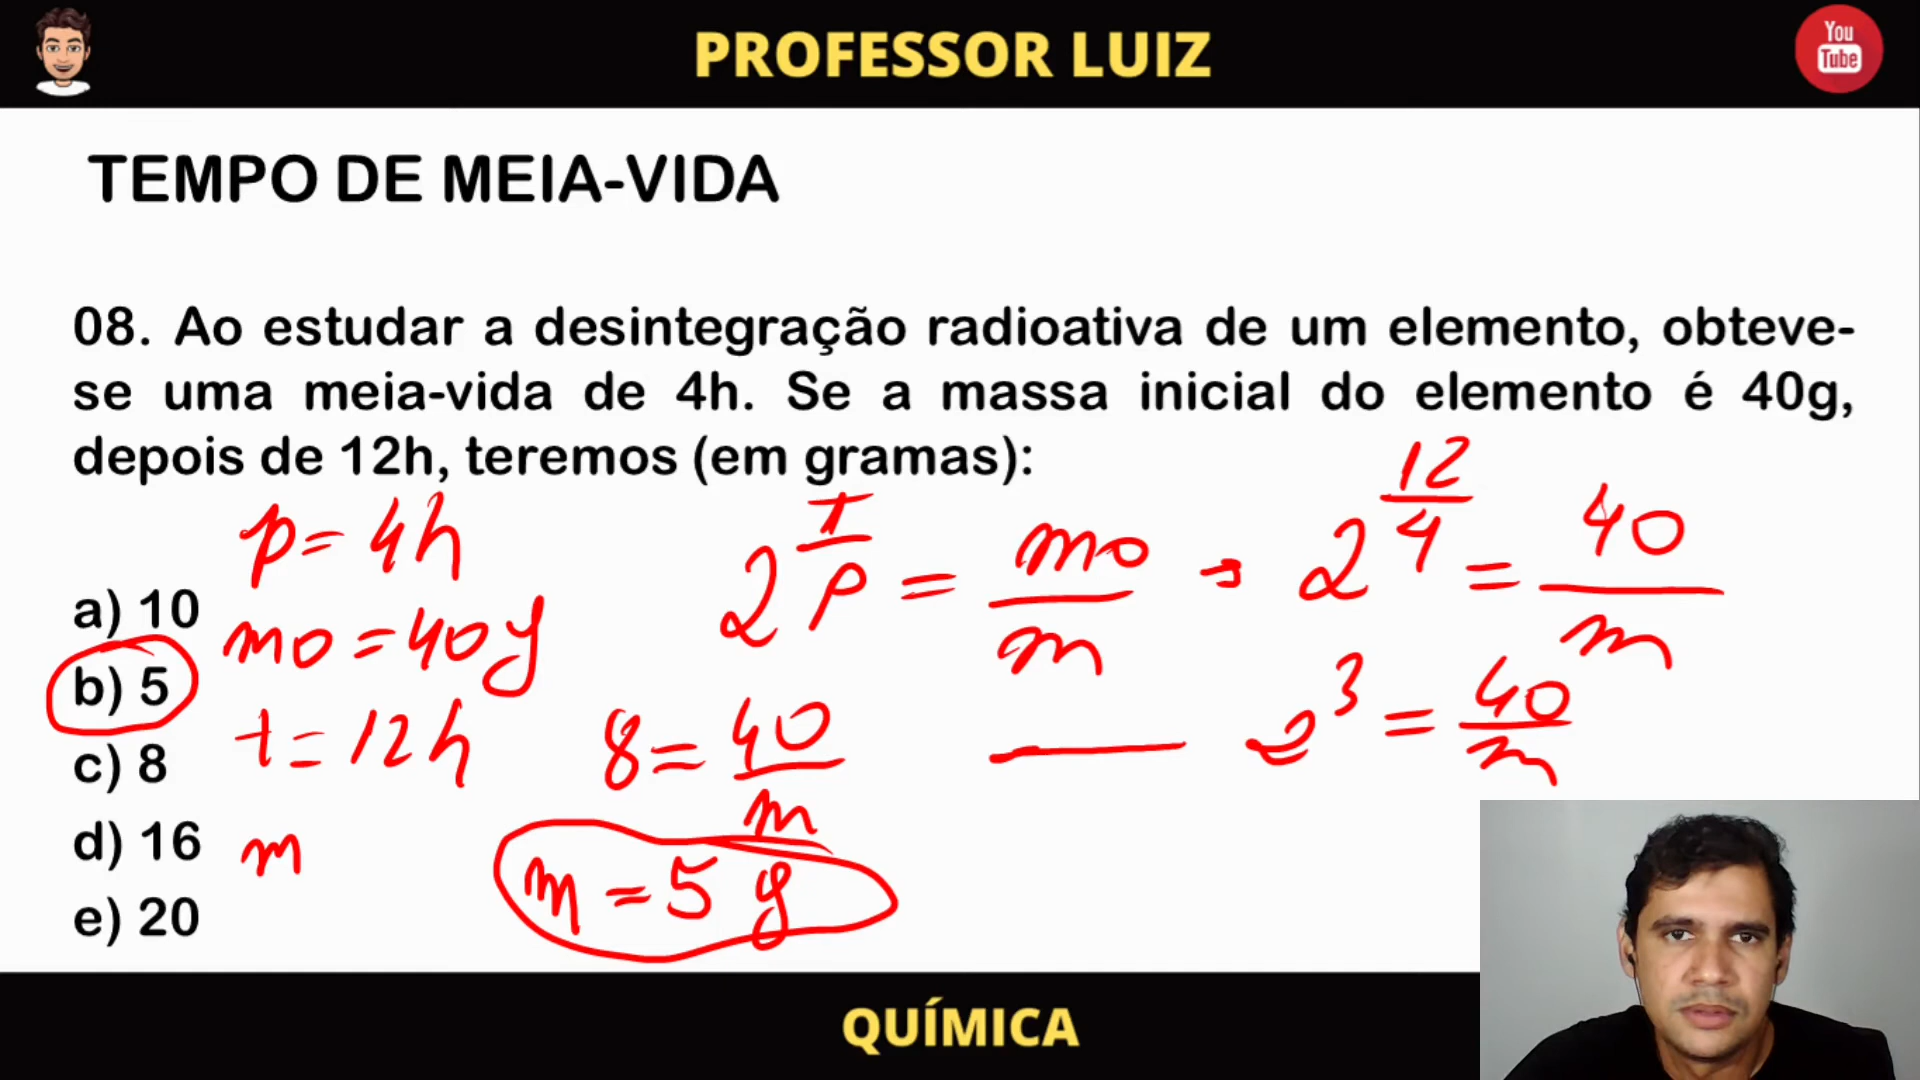 PROFESSOR LUIZ
You
Tube
TEMPO DE MEIA-VIDA
08. Ao estudar a desintegração radioativa de um elemento, obteve-
se uma meia-vida de 4h. Se a massa inicial do elemento é 40g,
depois de 12h, teremos (em gramas):
a) 10
b) 5
c) 8
d) 16
e) 20
p = 4h
mo = 40g
t = 12h
m
2^(T/P) = mo/m → 2^(12/4) = 40/m
8 = 40/m — 2^3 = 40/m
m = 5 g
QUÍMICA